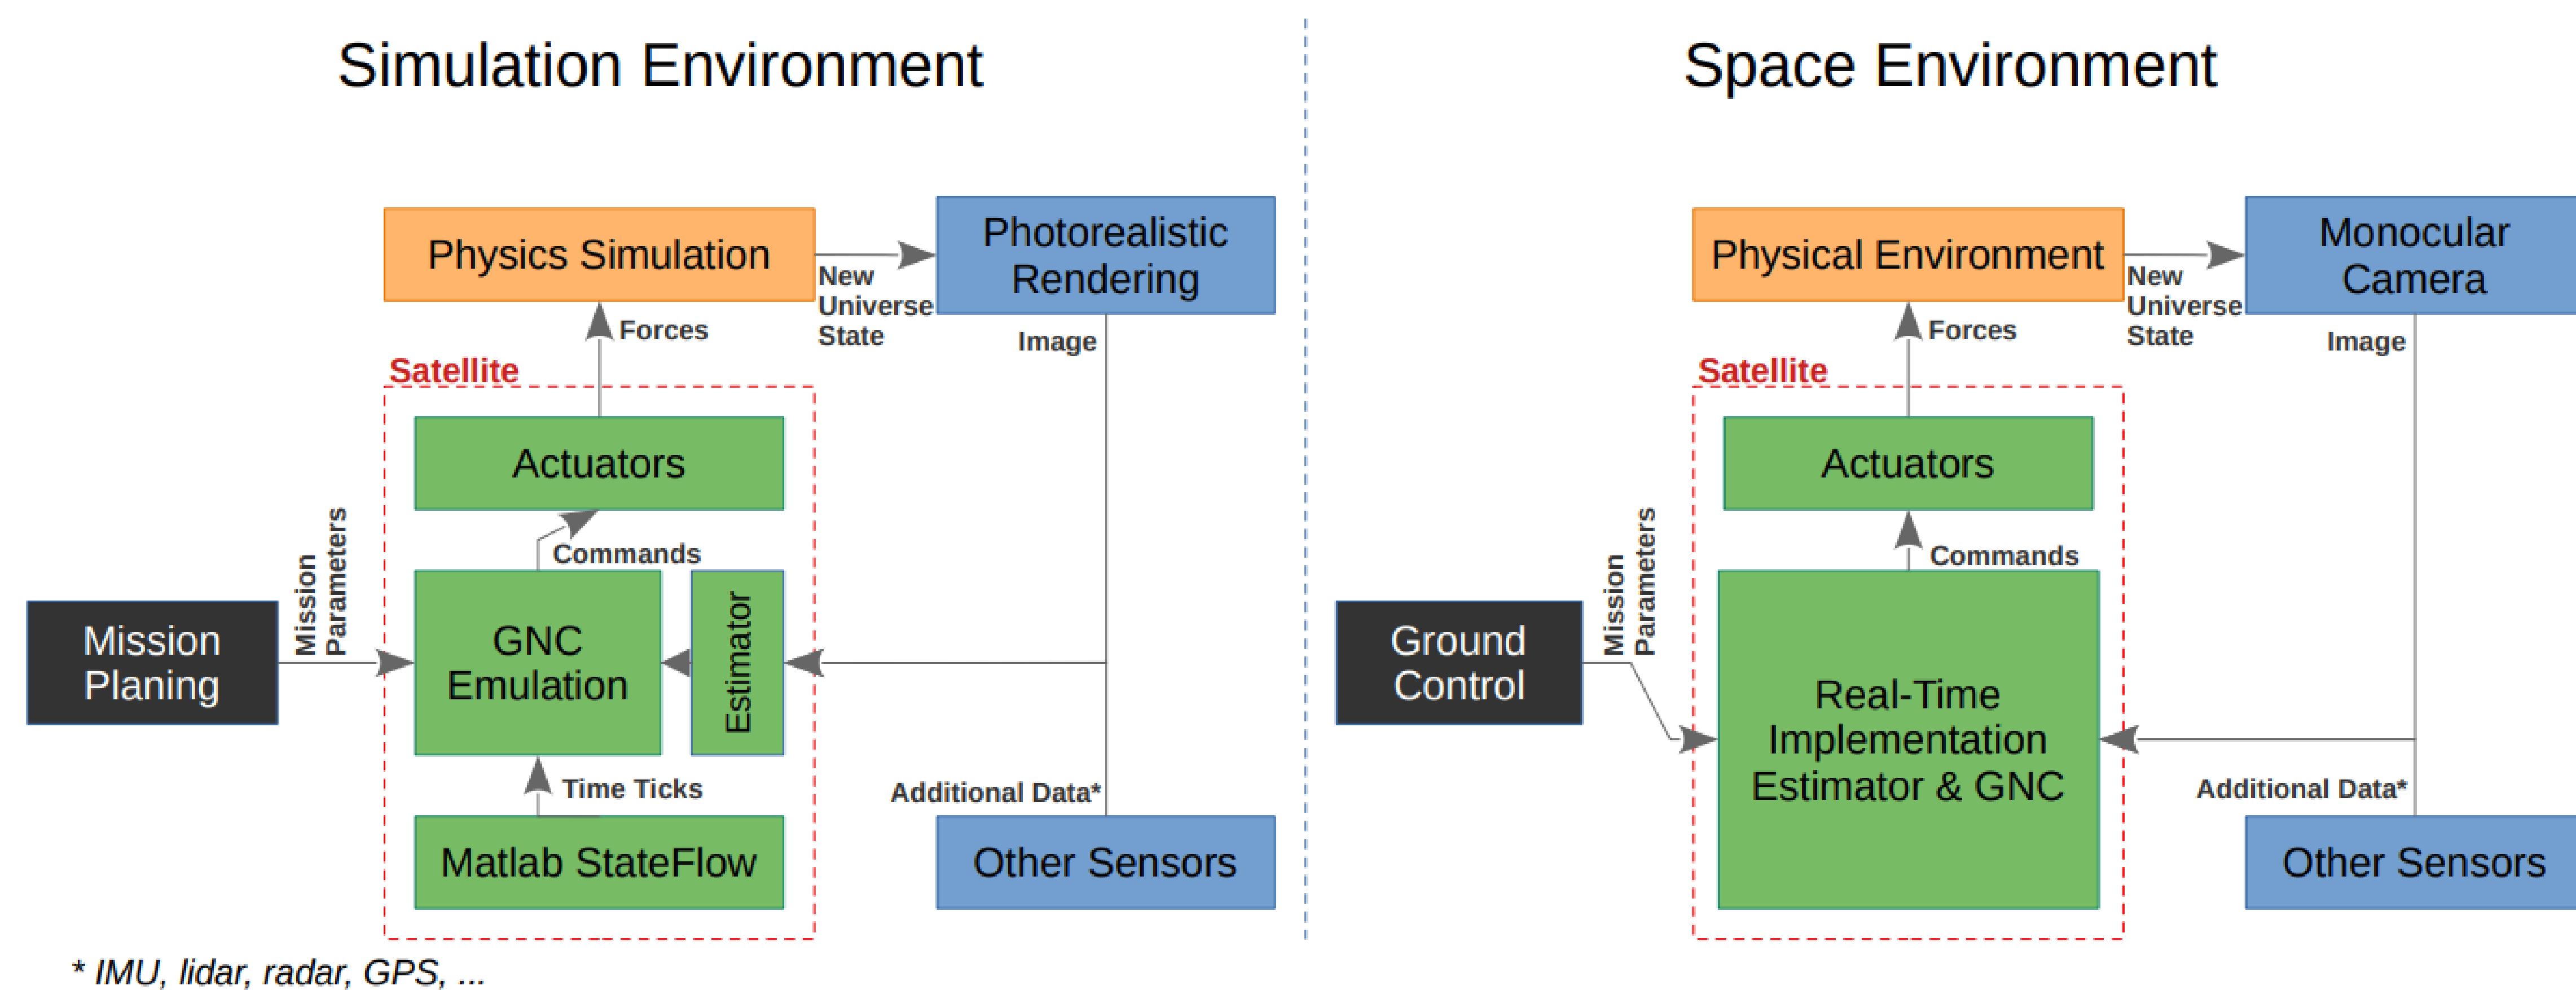 Simulation Environment
Physics Simulation
New
Universe
State
Photorealistic
Rendering
Forces
Image
Satellite
Actuators
Commands
Mission
Parameters
Mission
Planing
GNC
Emulation
Estimator
Time Ticks
Additional Data*
Matlab StateFlow
Other Sensors
* IMU, lidar, radar, GPS, ...
Space Environment
Physical Environment
New
Universe
State
Monocular
Camera
Forces
Image
Satellite
Actuators
Commands
Mission
Parameters
Ground
Control
Real-Time
Implementation
Estimator & GNC
Additional Data*
Other Sensors